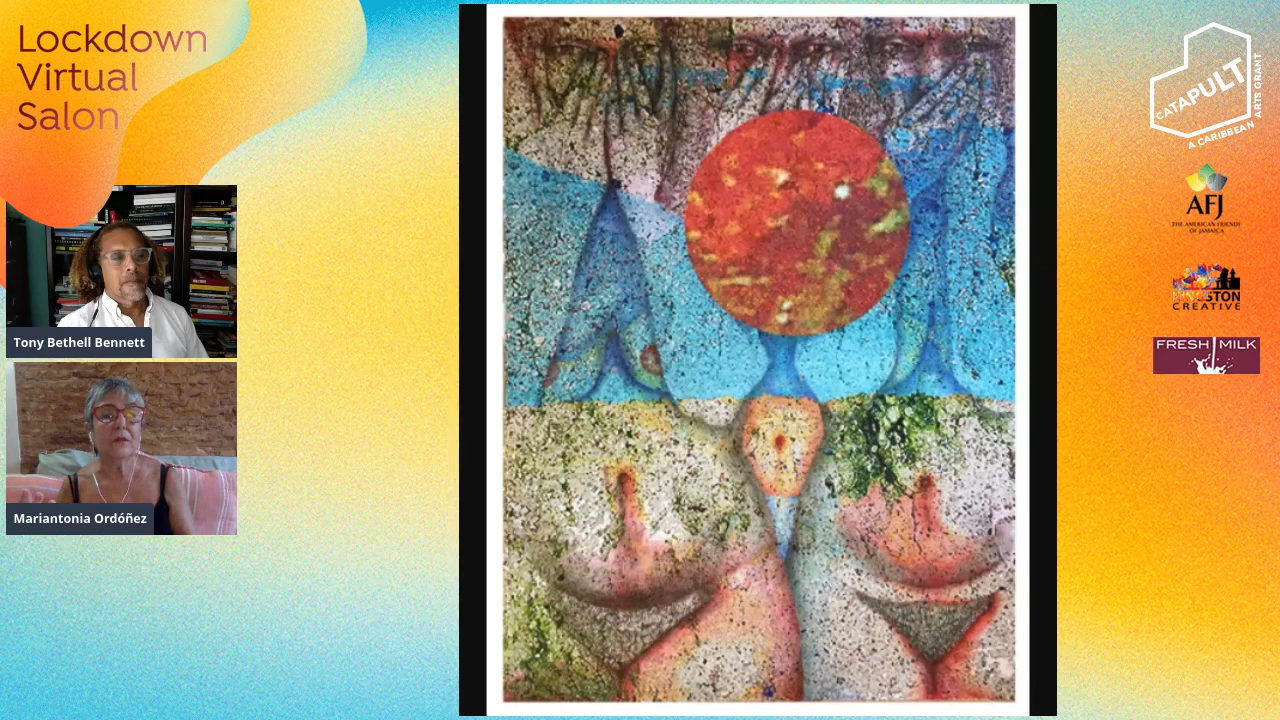 Lockdown
Virtual
Salon
Tony Bethell Bennett
Mariantonia Ordóñez
CATAPULT
A CARIBBEAN
ARTS GRANT
AFJ
THE AMERICAN FRIENDS
OF JAMAICA
KINGSTON
CREATIVE
FRESH MILK